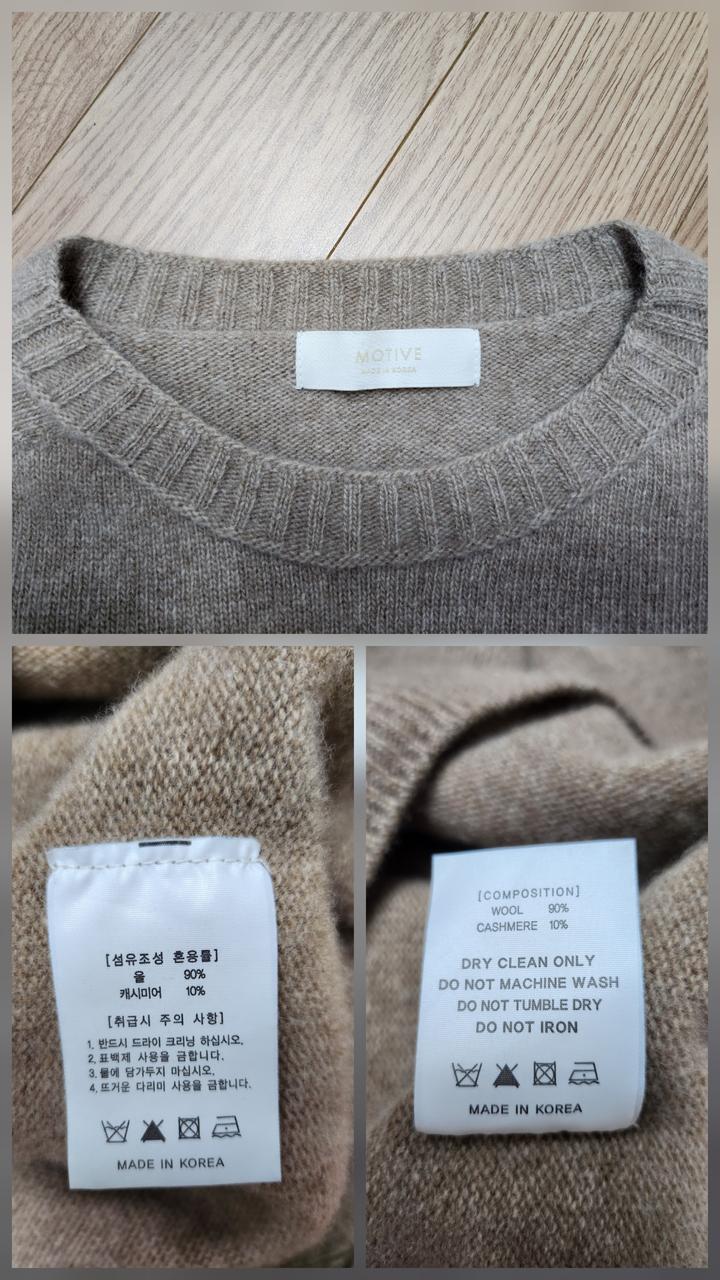 MOTIVE
MADE IN KOREA
[섬유조성 혼용률]
울 90%
캐시미어 10%
[취급시 주의 사항]
1. 반드시 드라이 크리닝 하십시오.
2. 표백제 사용을 금합니다.
3. 물에 담가두지 마십시오.
4. 뜨거운 다리미 사용을 금합니다.
MADE IN KOREA
[COMPOSITION]
WOOL 90%
CASHMERE 10%
DRY CLEAN ONLY
DO NOT MACHINE WASH
DO NOT TUMBLE DRY
DO NOT IRON
MADE IN KOREA